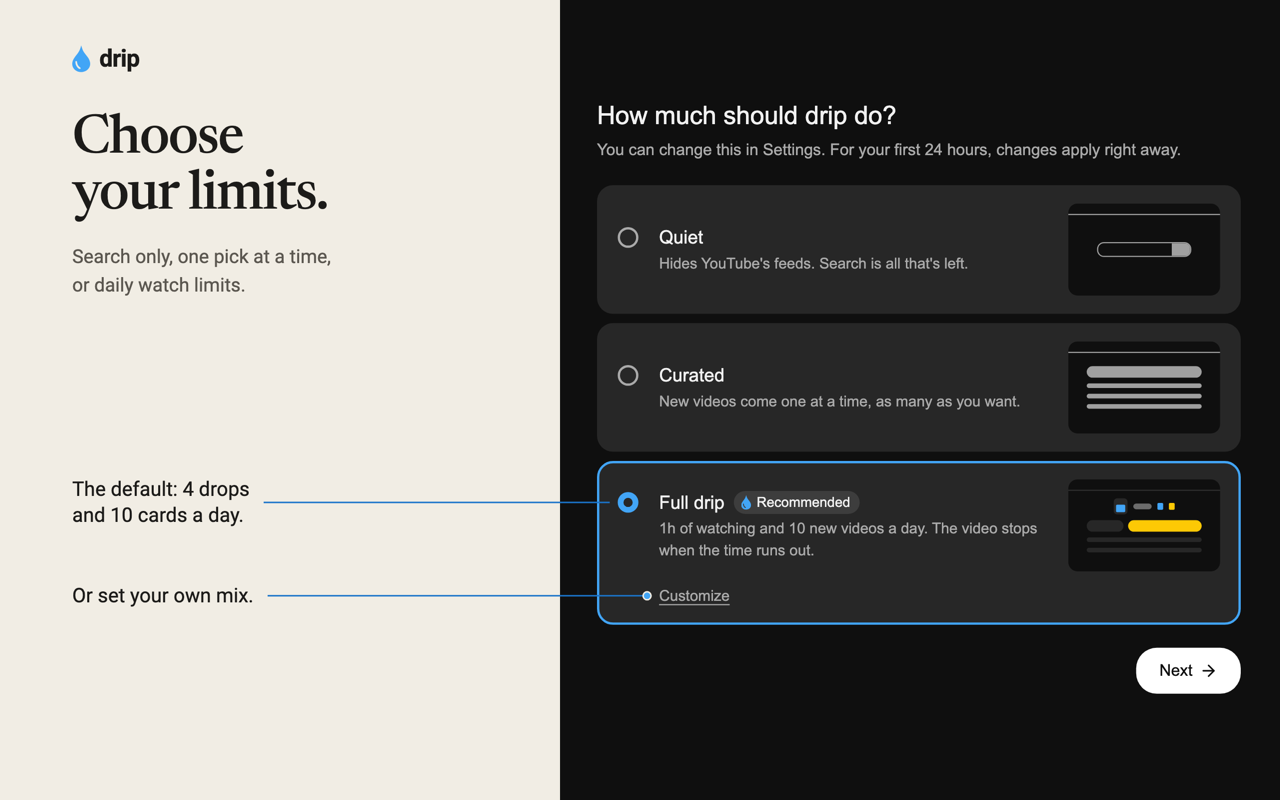 drip
Choose
your limits.
Search only, one pick at a time,
or daily watch limits.
The default: 4 drops
and 10 cards a day.
Or set your own mix.
How much should drip do?
You can change this in Settings. For your first 24 hours, changes apply right away.
Quiet
Hides YouTube's feeds. Search is all that's left.
Curated
New videos come one at a time, as many as you want.
Full drip Recommended
1h of watching and 10 new videos a day. The video stops
when the time runs out.
Customize
Next →